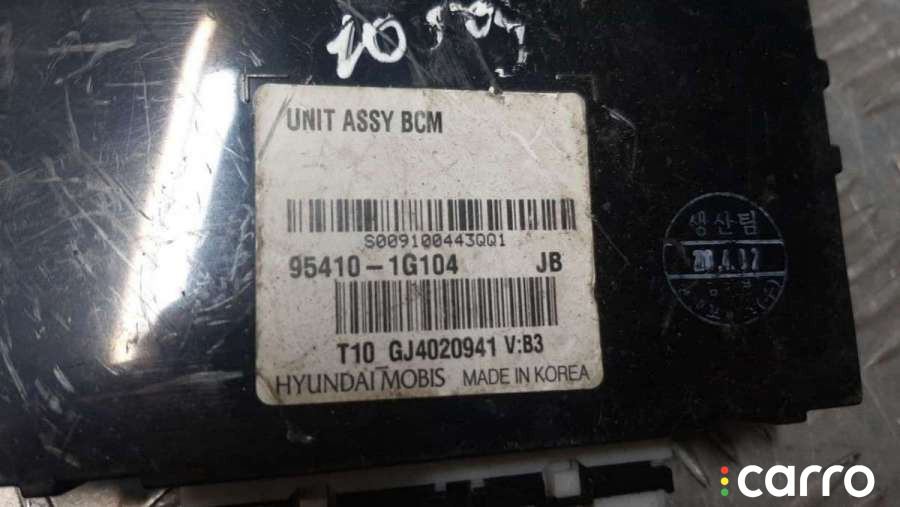 UNIT ASSY BCM
S009100443QQ1
95410-1G104 JB
T10 GJ4020941 V:B3
HYUNDAI MOBIS MADE IN KOREA
생산팀
carro